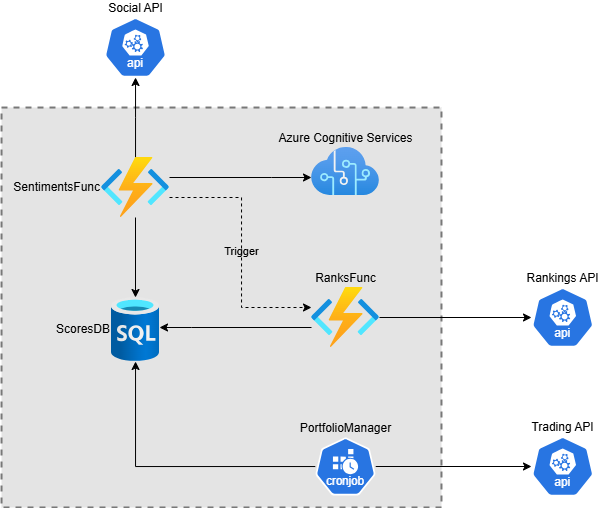 Social API
api
Azure Cognitive Services
SentimentsFunc
Trigger
RanksFunc
Rankings API
api
ScoresDB
SQL
PortfolioManager
cronjob
Trading API
api